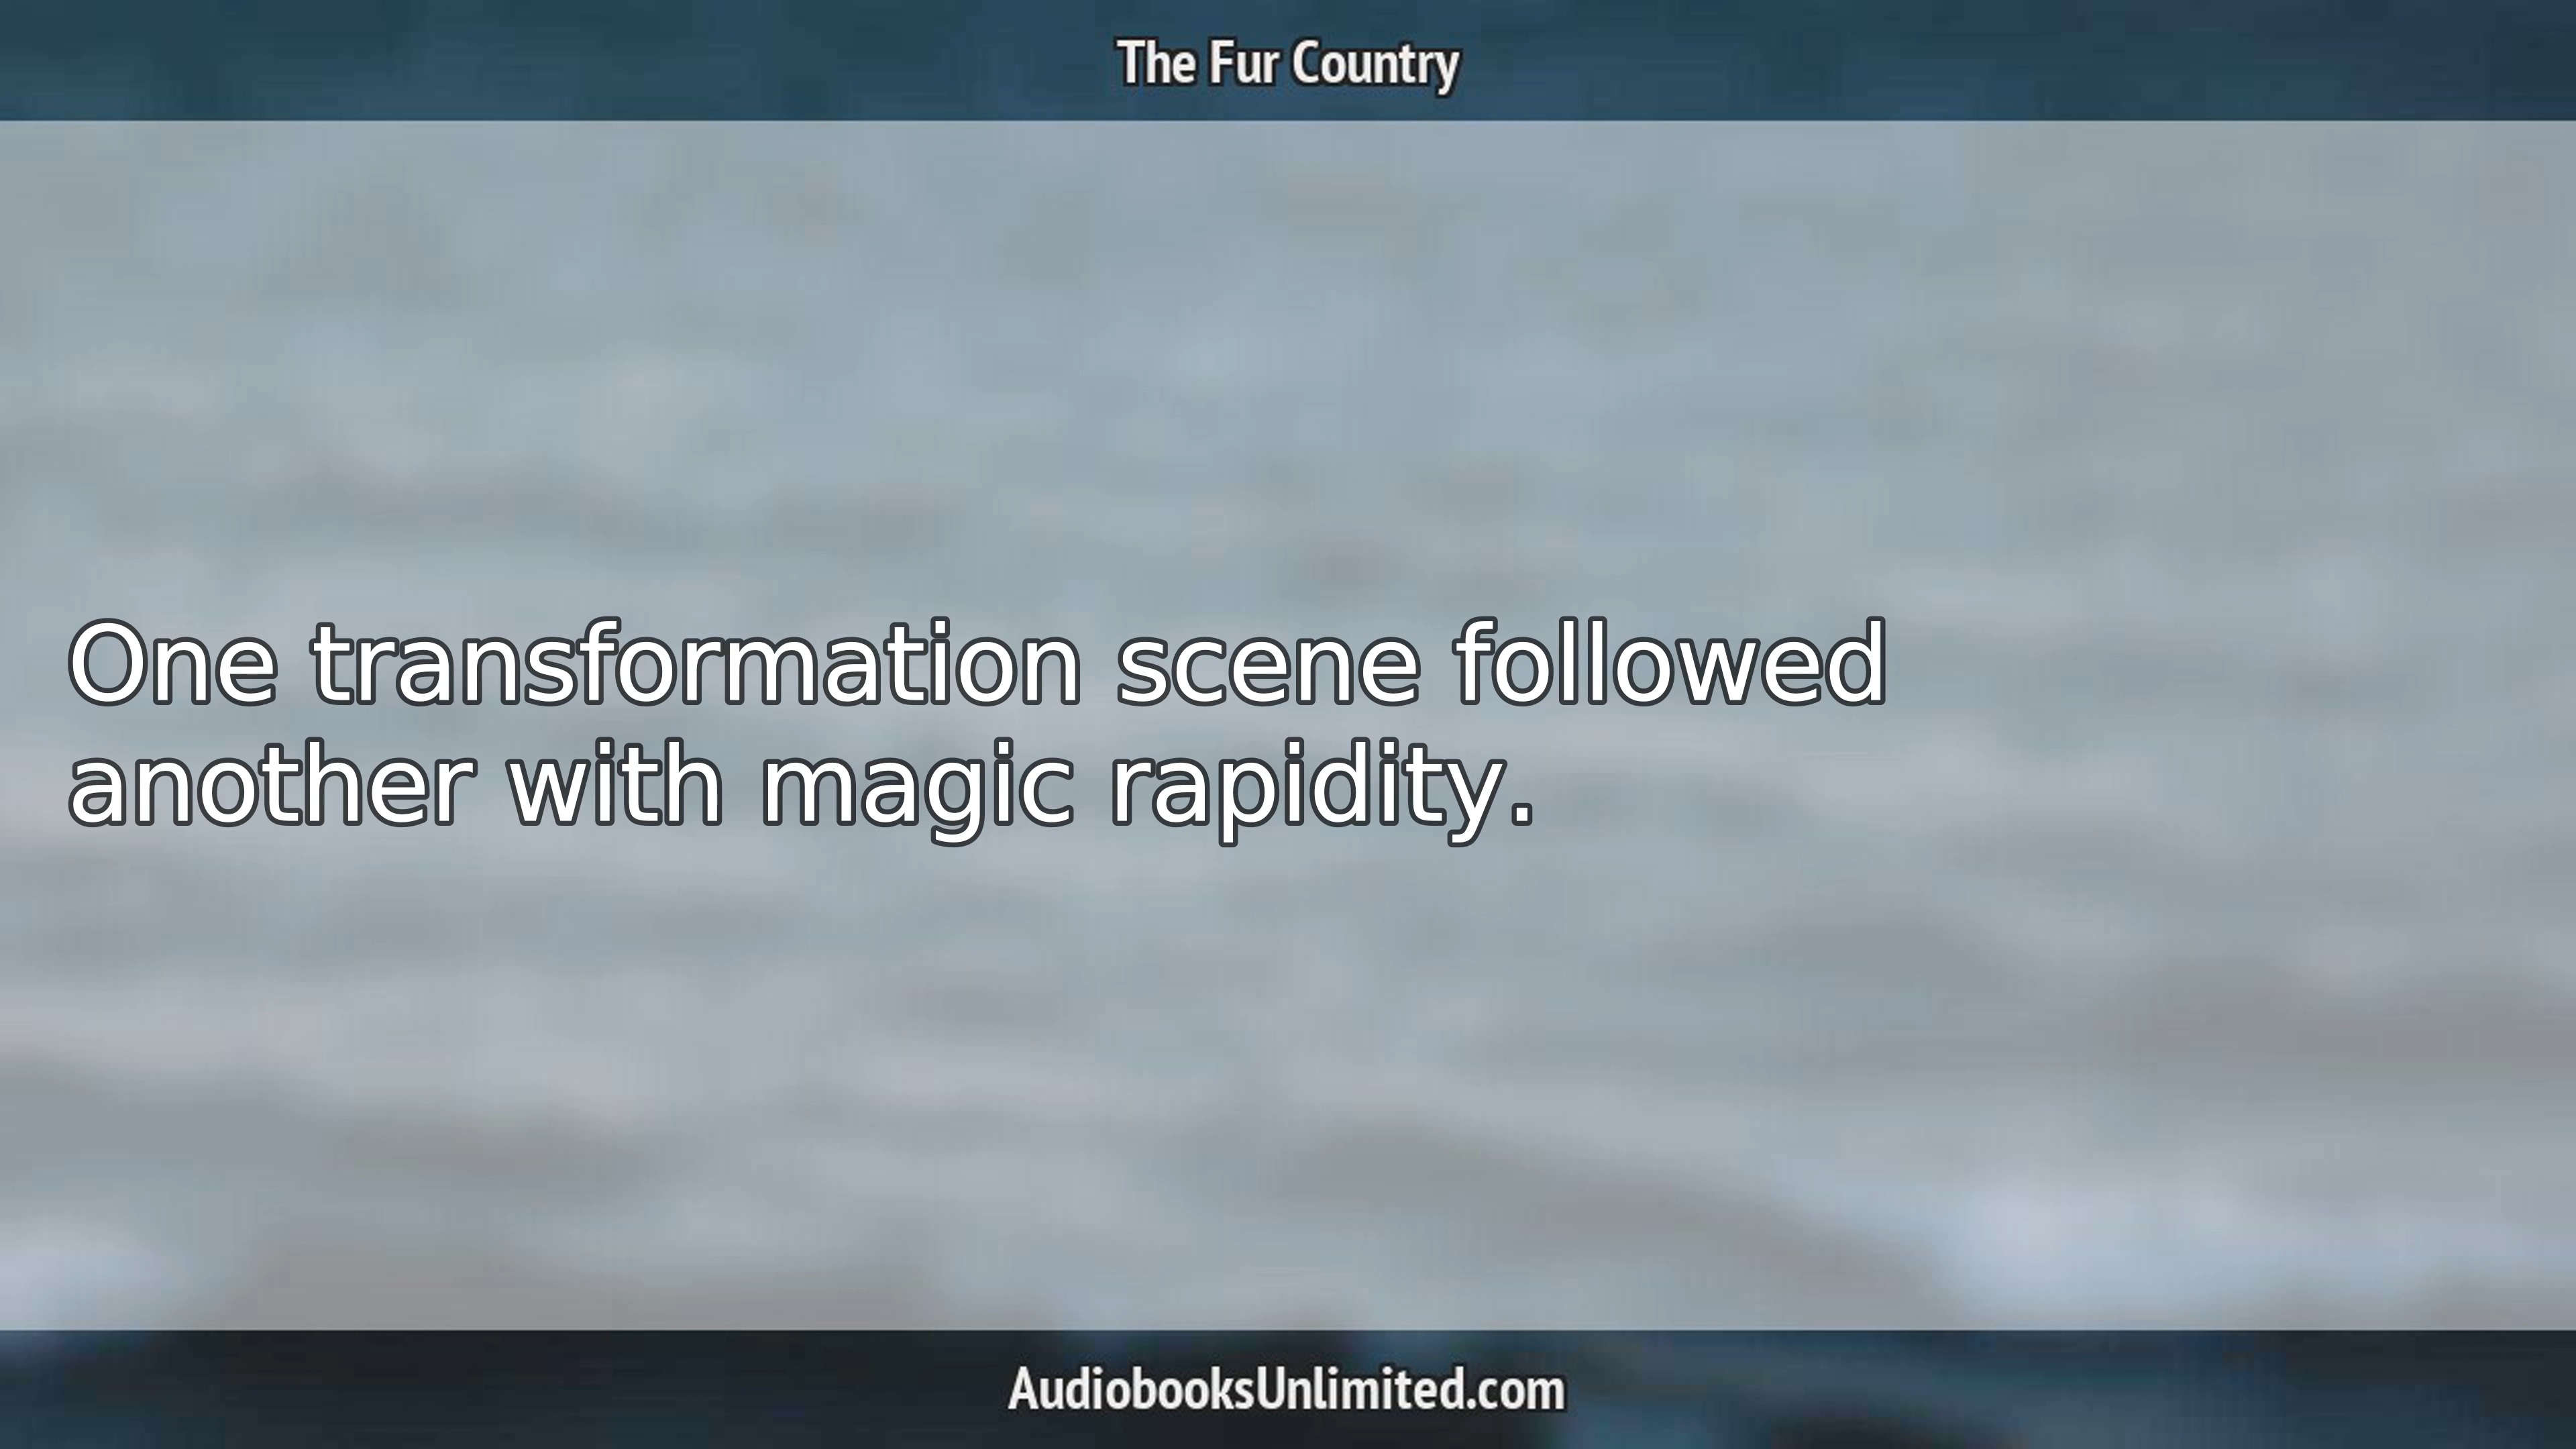 The Fur Country
One transformation scene followed
another with magic rapidity.
AudiobooksUnlimited.com